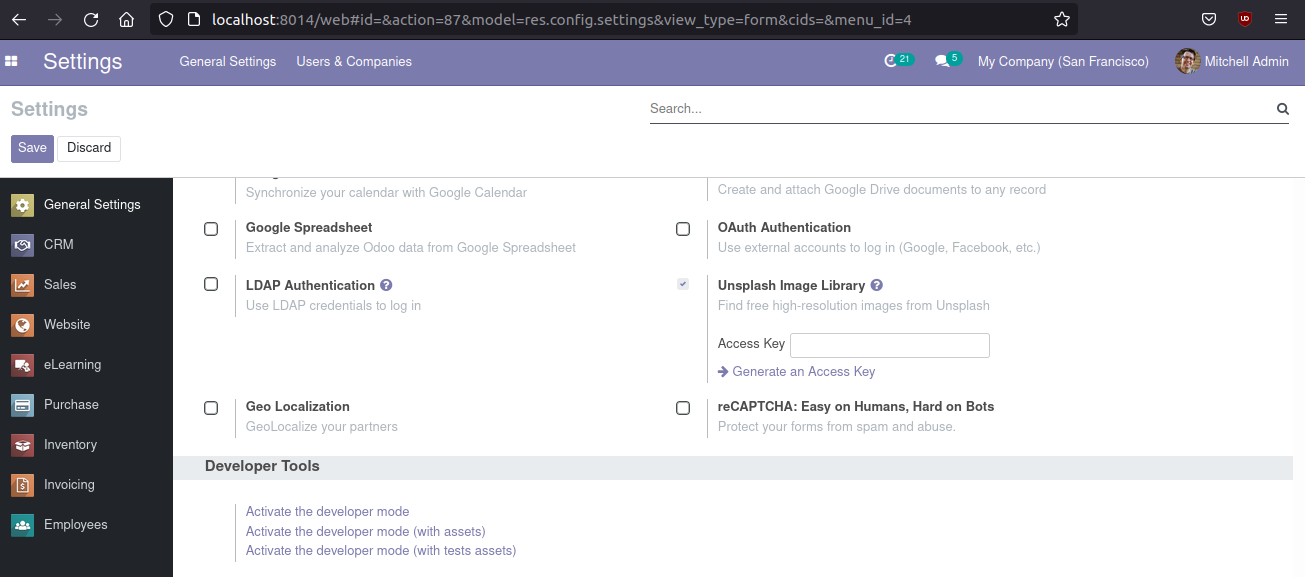 localhost:8014/web#id=&action=87&model=res.config.settings&view_type=form&cids=&menu_id=4
Settings
General Settings
Users & Companies
21
5
My Company (San Francisco)
Mitchell Admin
Settings
Search...
Save
Discard
General Settings
CRM
Sales
Website
eLearning
Purchase
Inventory
Invoicing
Employees
Synchronize your calendar with Google Calendar
Create and attach Google Drive documents to any record
Google Spreadsheet
Extract and analyze Odoo data from Google Spreadsheet
OAuth Authentication
Use external accounts to log in (Google, Facebook, etc.)
LDAP Authentication ?
Use LDAP credentials to log in
Unsplash Image Library ?
Find free high-resolution images from Unsplash
Access Key
Generate an Access Key
Geo Localization
GeoLocalize your partners
reCAPTCHA: Easy on Humans, Hard on Bots
Protect your forms from spam and abuse.
Developer Tools
Activate the developer mode
Activate the developer mode (with assets)
Activate the developer mode (with tests assets)